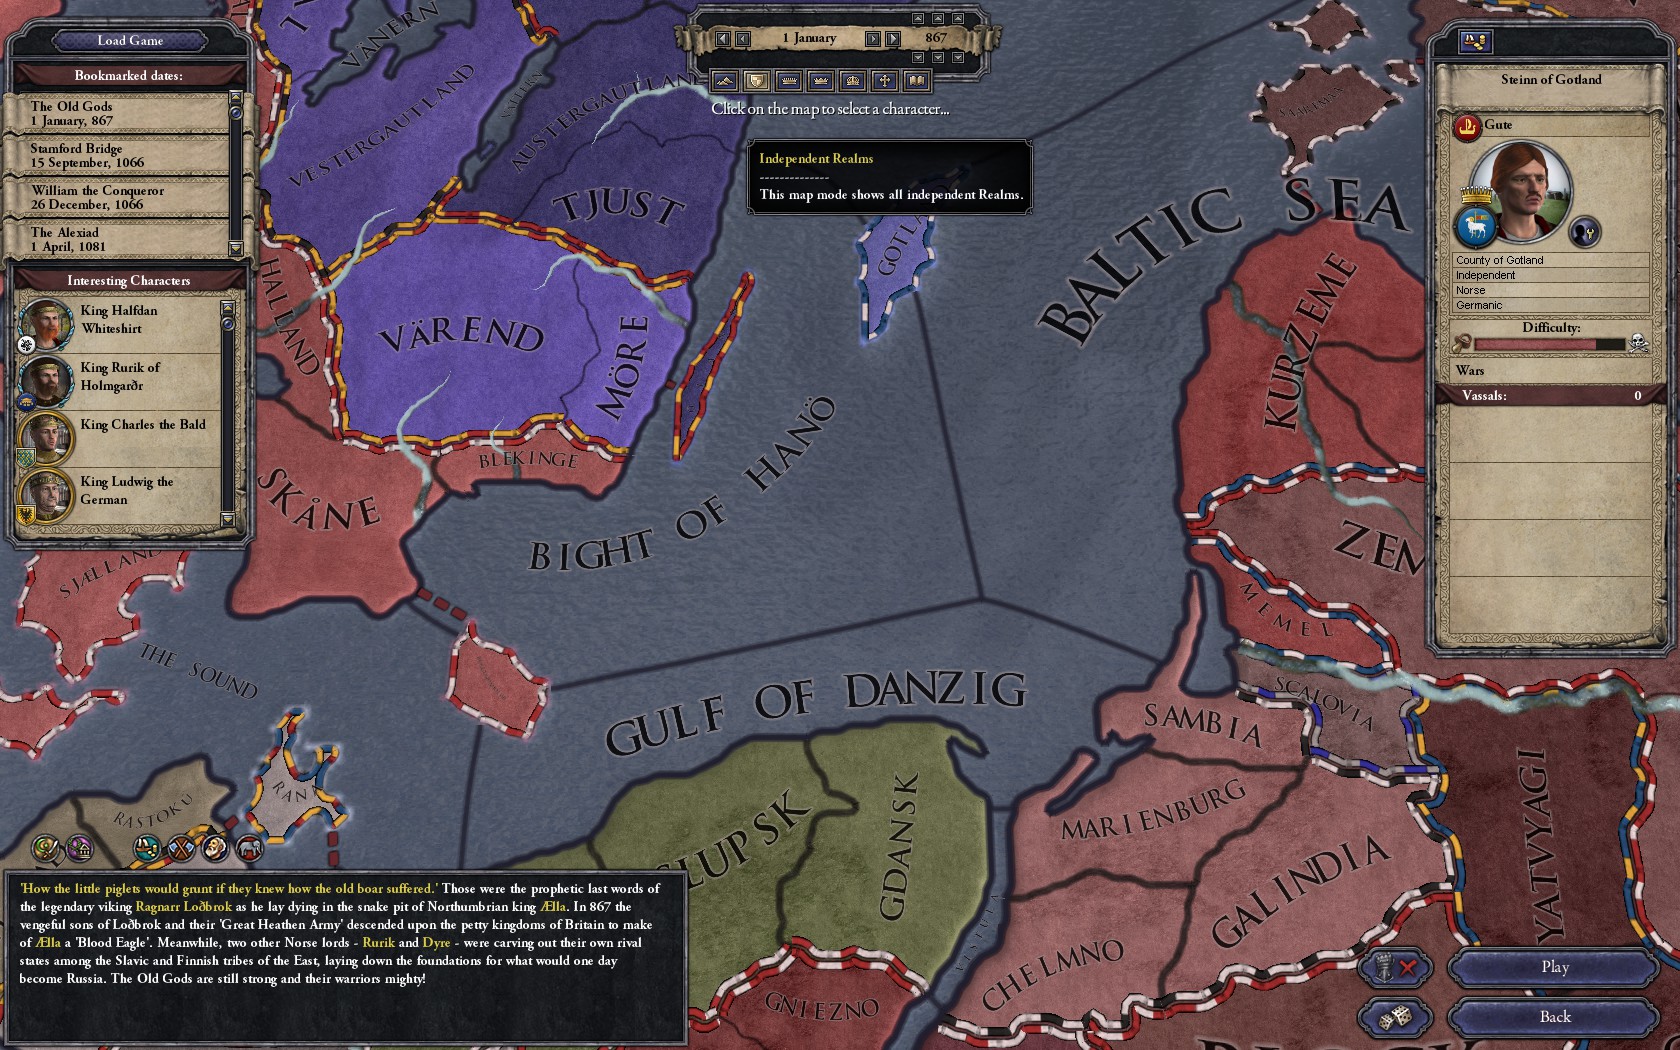 Load Game
Bookmarked dates:
The Old Gods
1 January, 867
Stamford Bridge
15 September, 1066
William the Conqueror
26 December, 1066
The Alexiad
1 April, 1081
Interesting Characters
King Halfdan
Whiteshirt
King Rurik of
Holmgarðr
King Charles the Bald
King Ludwig the
German
1 January
867
Click on the map to select a character...
Independent Realms
--------------
This map mode shows all independent Realms.
Steinn of Gotland
Gute
County of Gotland
Independent
Norse
Germanic
Difficulty:
Wars
Vassals: 0
VÄNERN
VESTERGAUTLAND
AUSTERGAUTLAND
TJUST
GOTL
SAAREMAA
BALTIC SEA
HALLAND
VÄREND
MÖRE
KURZEME
BLEKINGE
SKÅNE
BIGHT OF HANÖ
ZEM
SJÆLLAND
MEMEL
THE SOUND
GULF OF DANZIG
SCALOVIA
SAMBIA
RANA
RASTOKU
SLUPSK
GDANSK
MARIENBURG
GALINDIA
YATVYAGI
VISTULA
CHELMNO
GNIEZNO
'How the little piglets would grunt if they knew how the old boar suffered.' Those were the prophetic last words of
the legendary viking Ragnarr Loðbrok as he lay dying in the snake pit of Northumbrian king Ælla. In 867 the
vengeful sons of Loðbrok and their 'Great Heathen Army' descended upon the petty kingdoms of Britain to make
of Ælla a 'Blood Eagle'. Meanwhile, two other Norse lords - Rurik and Dyre - were carving out their own rival
states among the Slavic and Finnish tribes of the East, laying down the foundations for what would one day
become Russia. The Old Gods are still strong and their warriors mighty!
Play
Back